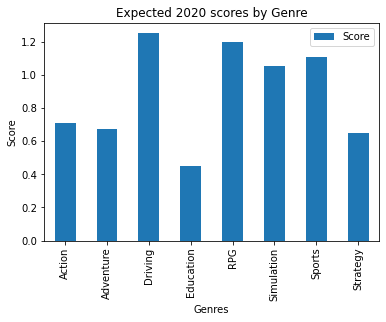 Expected 2020 scores by Genre
Score
1.2
1.0
0.8
0.6
0.4
0.2
0.0
Score
Action
Adventure
Driving
Education
RPG
Simulation
Sports
Strategy
Genres